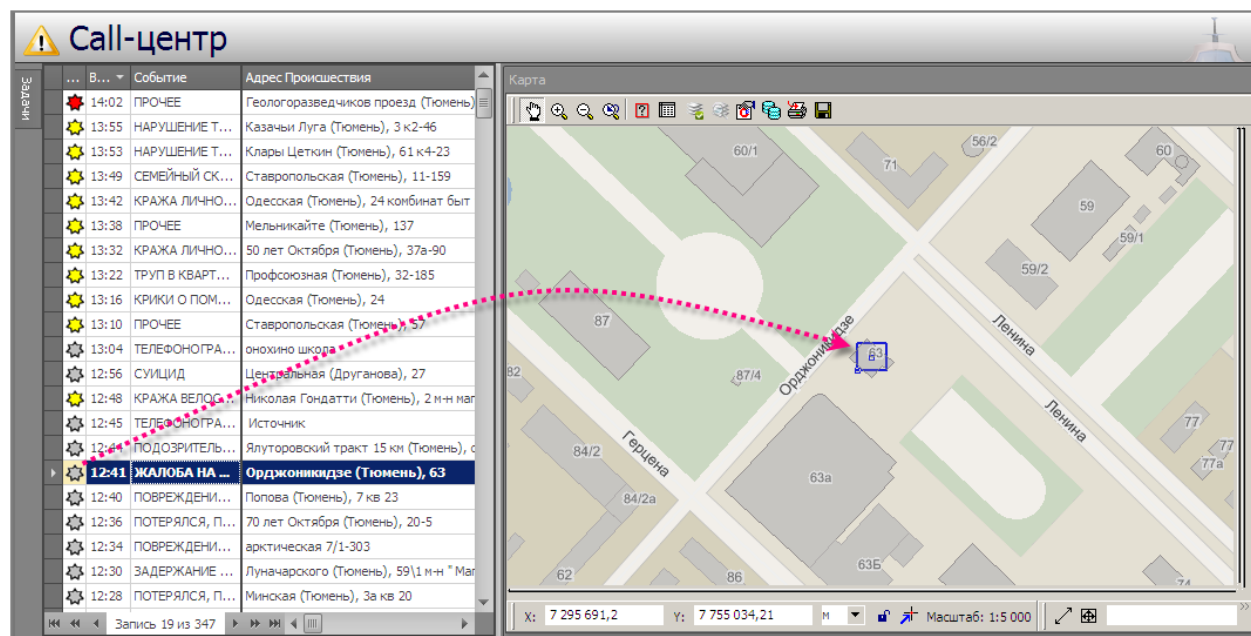 Call-центр
Задачи
... В... Событие Адрес Происшествия
14:02 ПРОЧЕЕ Геологоразведчиков проезд (Тюмень)
13:55 НАРУШЕНИЕ Т... Казачьи Луга (Тюмень), 3 к2-46
13:53 НАРУШЕНИЕ Т... Клары Цеткин (Тюмень), 61 к4-23
13:49 СЕМЕЙНЫЙ СК... Ставропольская (Тюмень), 11-159
13:42 КРАЖА ЛИЧНО... Одесская (Тюмень), 24 комбинат быт
13:38 ПРОЧЕЕ Мельникайте (Тюмень), 137
13:32 КРАЖА ЛИЧНО... 50 лет Октября (Тюмень), 37а-90
13:22 ТРУП В КВАРТ... Профсоюзная (Тюмень), 32-185
13:16 КРИКИ О ПОМ... Одесская (Тюмень), 24
13:10 ПРОЧЕЕ Ставропольская (Тюмень), 57
13:04 ТЕЛЕФОНОГРА... онохино школа
12:56 СУИЦИД Центральная (Друганова), 27
12:48 КРАЖА ВЕЛОС... Николая Гондатти (Тюмень), 2 м-н маг
12:45 ТЕЛЕФОНОГРА... Источник
12:44 ПОДОЗРИТЕЛЬ... Ялуторовский тракт 15 км (Тюмень), с
12:41 ЖАЛОБА НА ... Орджоникидзе (Тюмень), 63
12:40 ПОВРЕЖДЕНИ... Попова (Тюмень), 7 кв 23
12:36 ПОТЕРЯЛСЯ, П... 70 лет Октября (Тюмень), 20-5
12:34 ПОВРЕЖДЕНИ... арктическая 7/1-303
12:30 ЗАДЕРЖАНИЕ ... Луначарского (Тюмень), 59\1 м-н " Маг
12:28 ПОТЕРЯЛСЯ, П... Минская (Тюмень), 3а кв 20
Запись 19 из 347
Карта
60/1
71
56/2
60
59
59/1
59/2
87
Орджоникидзе
63
Ленина
82
87/4
Ленина
77
77
77а
Герцена
84/2
63а
84/2а
63Б
62
86
74
X: 7 295 691,2 Y: 7 755 034,21 м Масштаб: 1:5 000